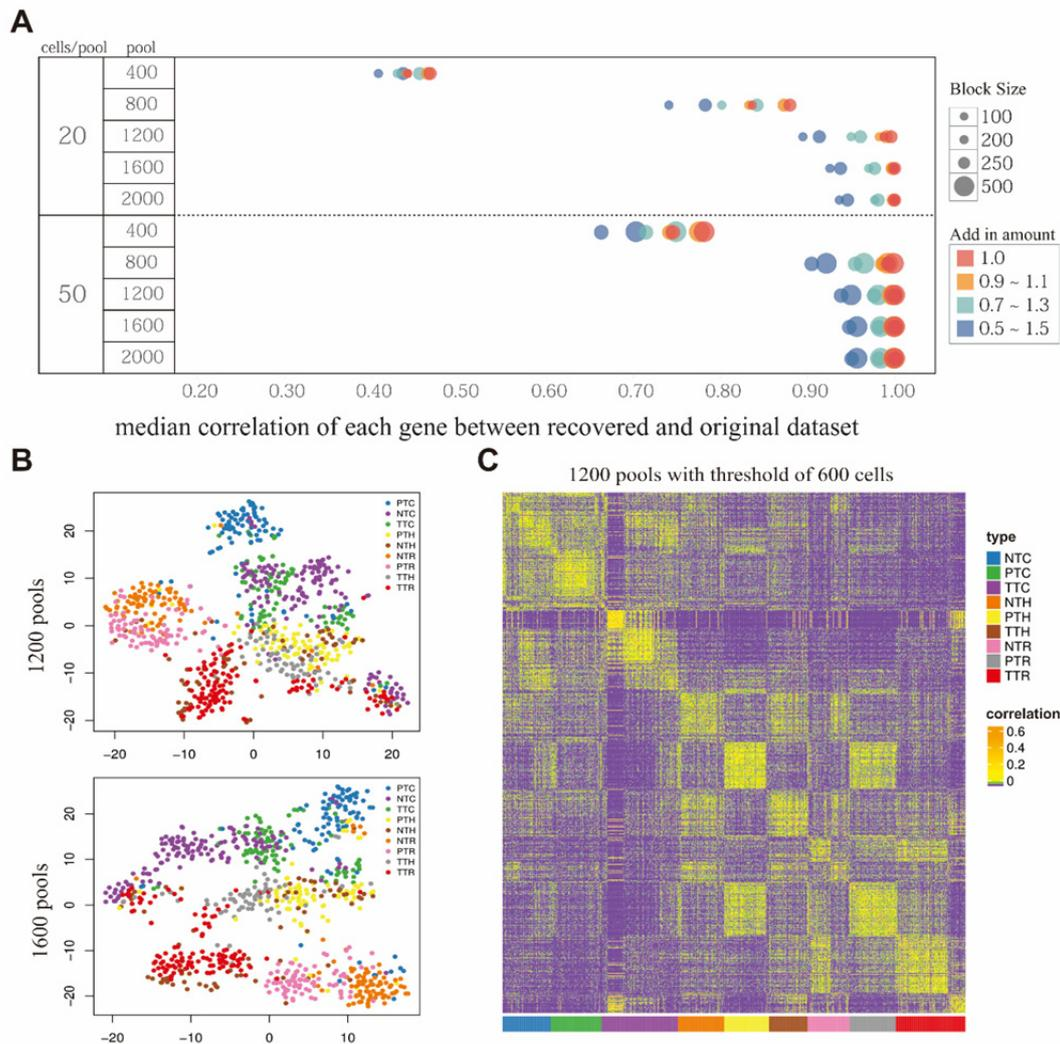 A
cells/pool pool
20
400
800
1200
1600
2000
50
400
800
1200
1600
2000
0.20 0.30 0.40 0.50 0.60 0.70 0.80 0.90 1.00
median correlation of each gene between recovered and original dataset
Block Size
100
200
250
500
Add in amount
1.0
0.9 ~ 1.1
0.7 ~ 1.3
0.5 ~ 1.5
B
1200 pools
20
10
0
−10
−20
−20 −10 0 10 20
PTC
NTC
TTC
PTH
NTH
NTR
PTR
TTH
TTR
1600 pools
20
10
0
−10
−20
−20 −10 0 10
PTC
NTC
TTC
PTH
NTH
NTR
PTR
TTH
TTR
C
1200 pools with threshold of 600 cells
type
NTC
PTC
TTC
NTH
PTH
TTH
NTR
PTR
TTR
correlation
0.6
0.4
0.2
0